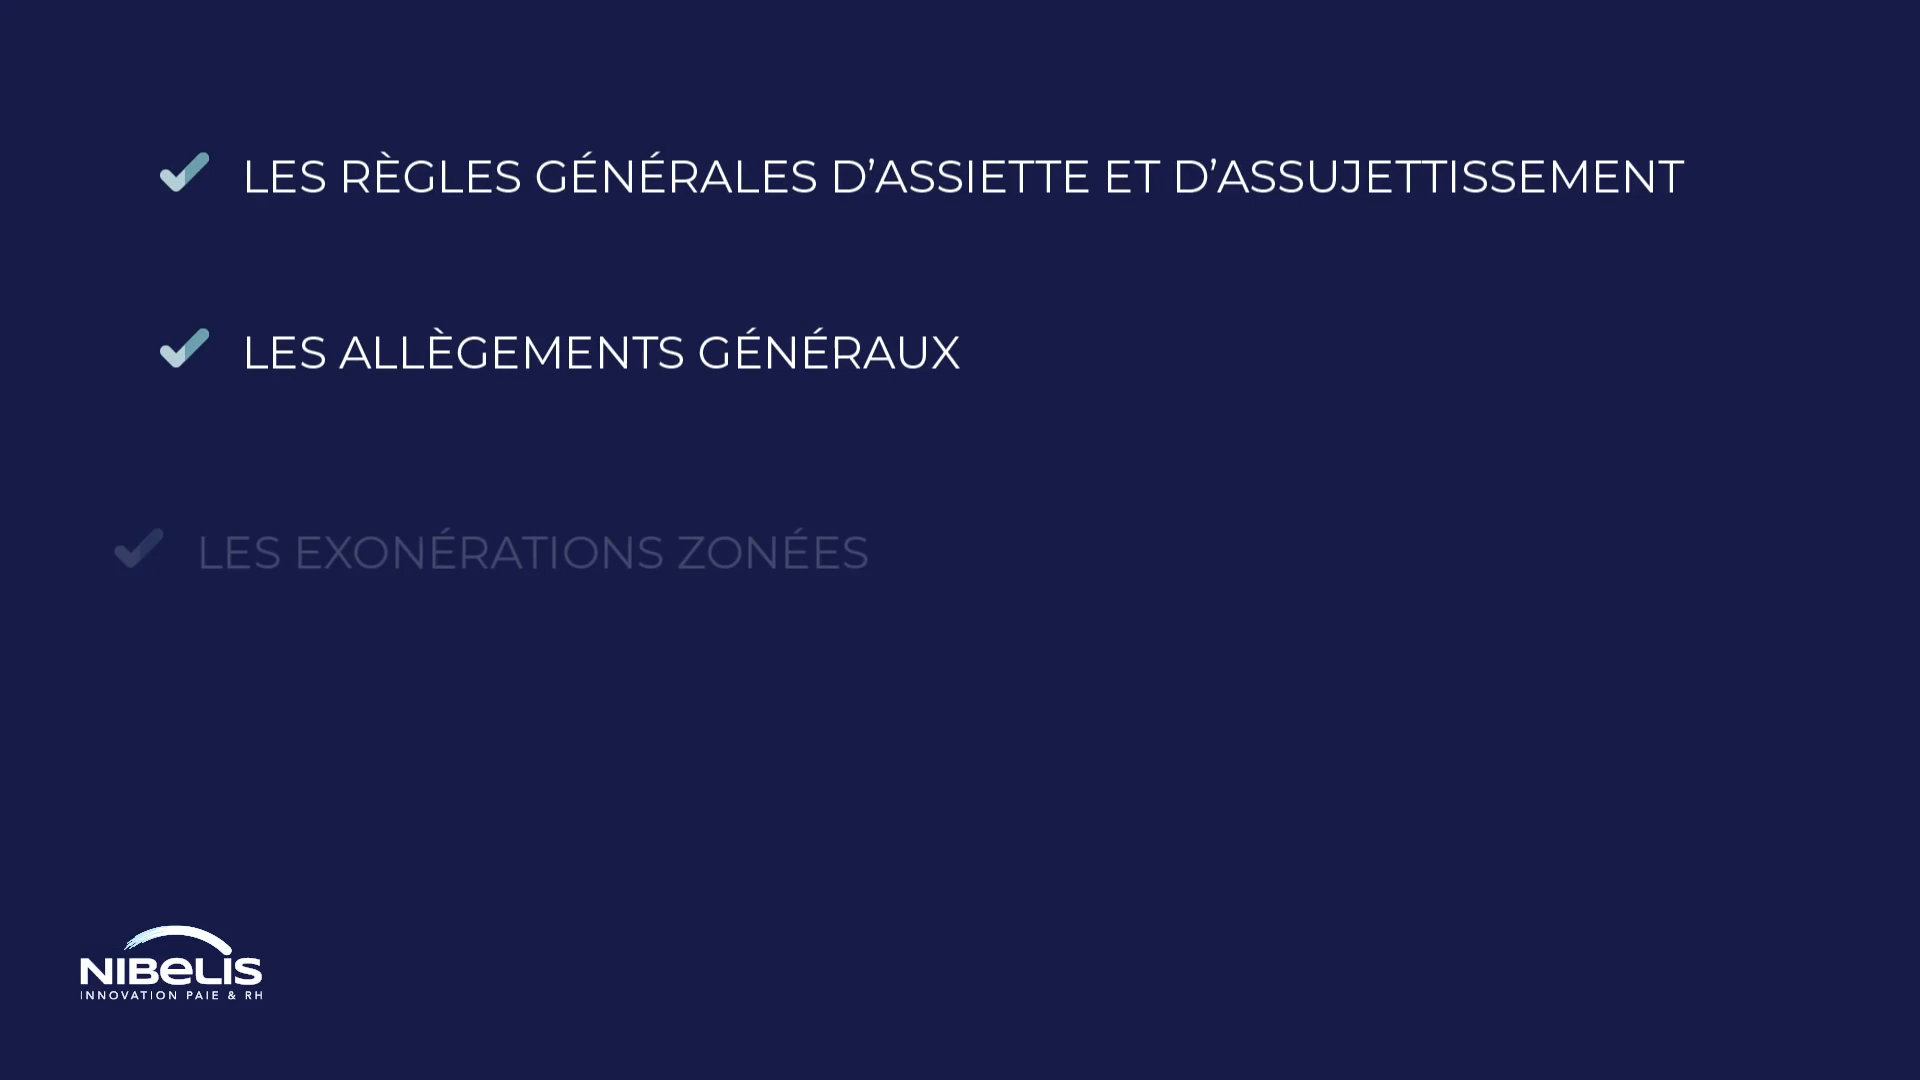 LES RÈGLES GÉNÉRALES D’ASSIETTE ET D’ASSUJETTISSEMENT
LES ALLÈGEMENTS GÉNÉRAUX
LES EXONÉRATIONS ZONÉES
NIBELIS
INNOVATION PAIE & RH